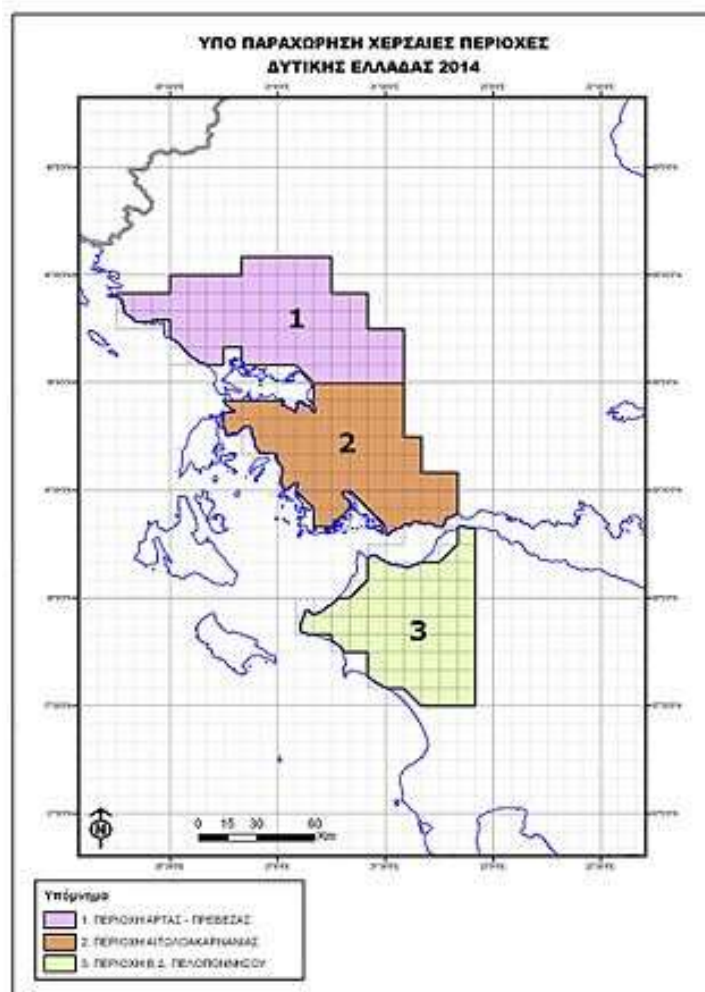 ΥΠΟ ΠΑΡΑΧΩΡΗΣΗ ΧΕΡΣΑΙΕΣ ΠΕΡΙΟΧΕΣ
ΔΥΤΙΚΗΣ ΕΛΛΑΔΑΣ 2014
1
2
3
N
0 15 30 60
Km
Υπόμνημα
1. ΠΕΡΙΟΧΗ ΑΡΤΑΣ - ΠΡΕΒΕΖΑΣ
2. ΠΕΡΙΟΧΗ ΑΙΤΩΛΟΑΚΑΡΝΑΝΙΑΣ
3. ΠΕΡΙΟΧΗ Β.Δ. ΠΕΛΟΠΟΝΝΗΣΟΥ